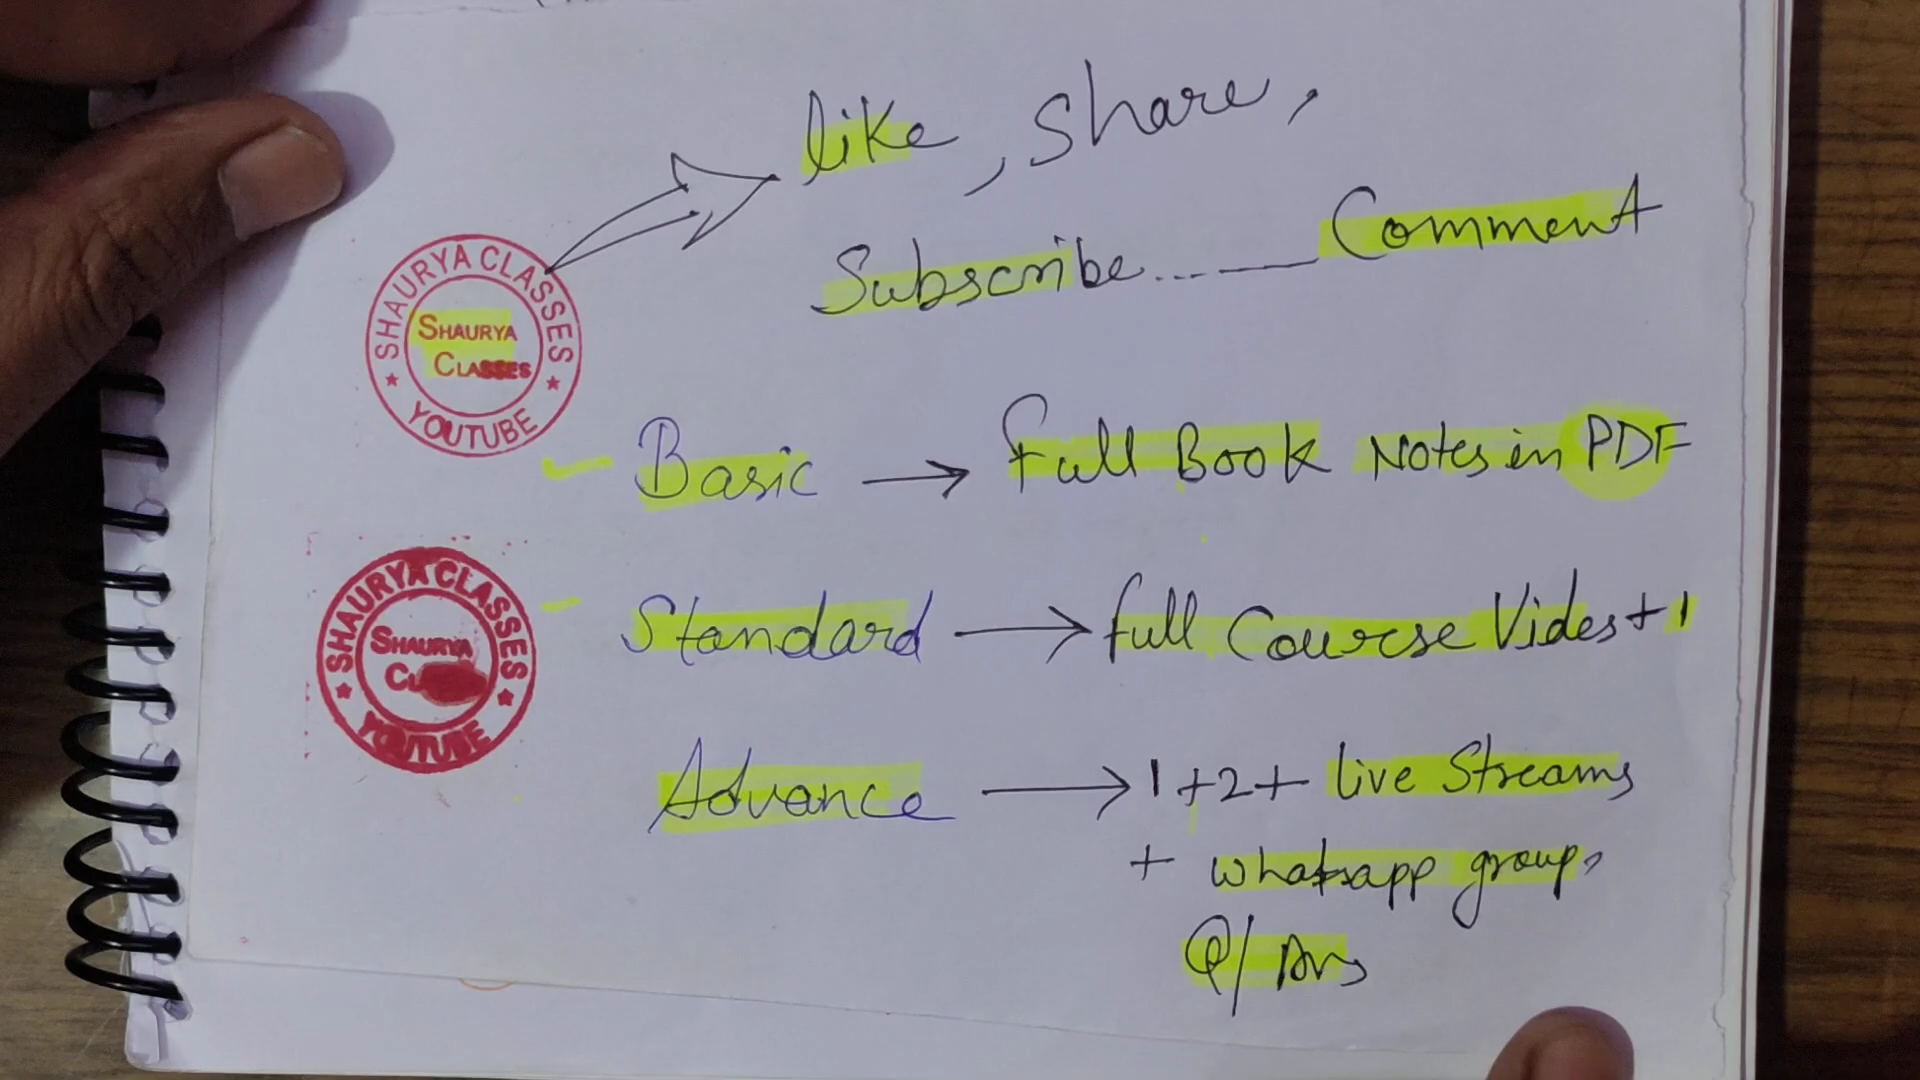 like, Share,
Subscribe....____Comment
SHAURYA CLASSES
SHAURYA
CLASSES
YOUTUBE
Basic → Full Book Notes in PDF
Standard → full Course Vides + 1
SHAURYA CLASSES
SHAURYA
YOUTUBE
Advance → 1+2+ live Streams
+ whatsapp group,
Q/Ans